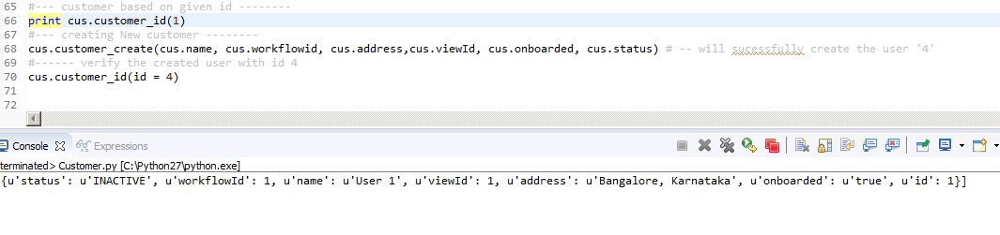 65 #--- customer based on given id --------
66 print cus.customer_id(1)
67 #--- creating New customer --------
68 cus.customer_create(cus.name, cus.workflowid, cus.address,cus.viewId, cus.onboarded, cus.status) # -- will sucessfully create the user '4'
69 #------ verify the created user with id 4
70 cus.customer_id(id = 4)
71
72
Console Expressions
terminated> Customer.py [C:\Python27\python.exe]
{u'status': u'INACTIVE', u'workflowId': 1, u'name': u'User 1', u'viewId': 1, u'address': u'Bangalore, Karnataka', u'onboarded': u'true', u'id': 1}]